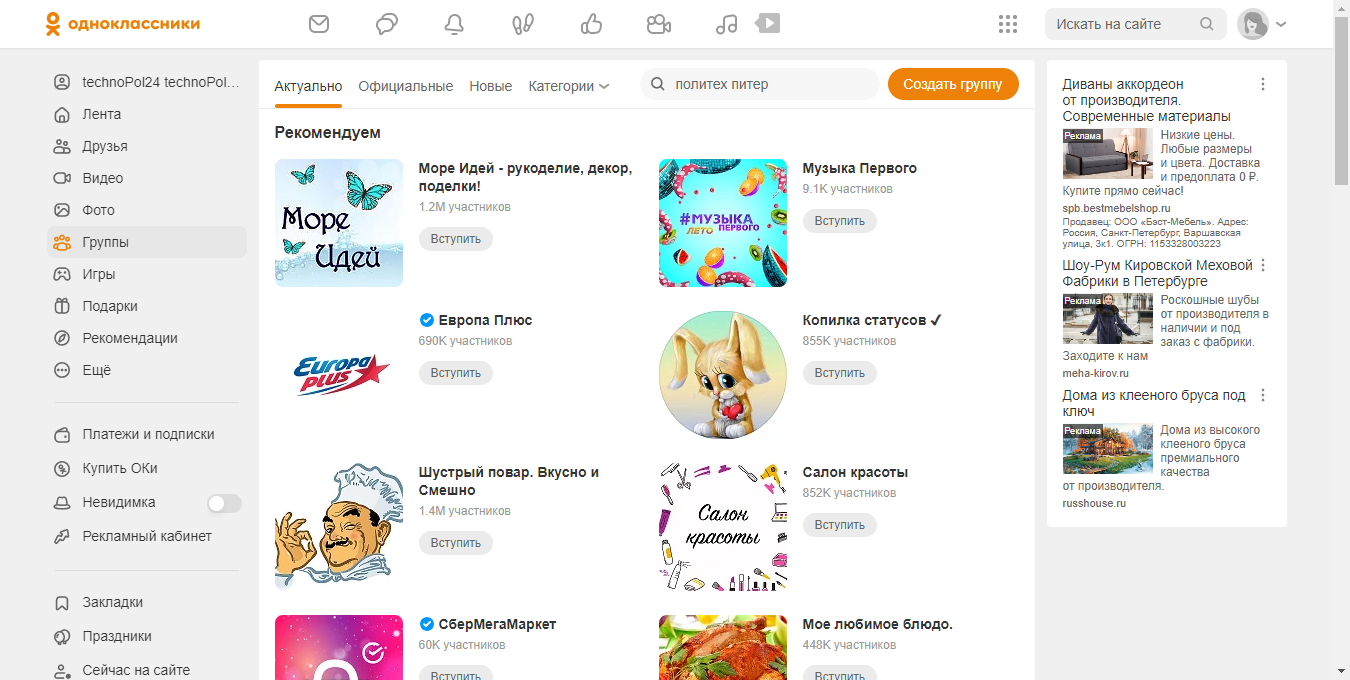 одноклассники
Искать на сайте
technoPol24 technoPol…
Лента
Друзья
Видео
Фото
Группы
Игры
Подарки
Рекомендации
Ещё
Платежи и подписки
Купить ОКи
Невидимка
Рекламный кабинет
Закладки
Праздники
Сейчас на сайте
Актуально
Официальные
Новые
Категории
политех питер
Создать группу
Рекомендуем
Море
Идей
Море Идей - рукоделие, декор,
поделки!
1.2M участников
Вступить
#МУЗЫКА
ЛЕТО ПЕРВОГО
Музыка Первого
9.1K участников
Вступить
Europa
Plus
Европа Плюс
690K участников
Вступить
Копилка статусов ✓
855K участников
Вступить
Шустрый повар. Вкусно и
Смешно
1.4M участников
Вступить
Салон
красоты
Салон красоты
852K участников
Вступить
СберМегаМаркет
60K участников
Вступить
Мое любимое блюдо.
448K участников
Вступить
Диваны аккордеон
от производителя.
Современные материалы
Реклама
Низкие цены.
Любые размеры
и цвета. Доставка
и предоплата 0 ₽.
Купите прямо сейчас!
spb.bestmebelshop.ru
Продавец: ООО «Бэст-Мебель». Адрес:
Россия, Санкт-Петербург, Варшавская
улица, 3к1. ОГРН: 1153328003223
Шоу-Рум Кировской Меховой
Фабрики в Петербурге
Реклама
Роскошные шубы
от производителя в
наличии и под
заказ с фабрики.
Заходите к нам
meha-kirov.ru
Дома из клееного бруса под
ключ
Реклама
Дома из высокого
клееного бруса
премиального
качества
от производителя.
russhouse.ru